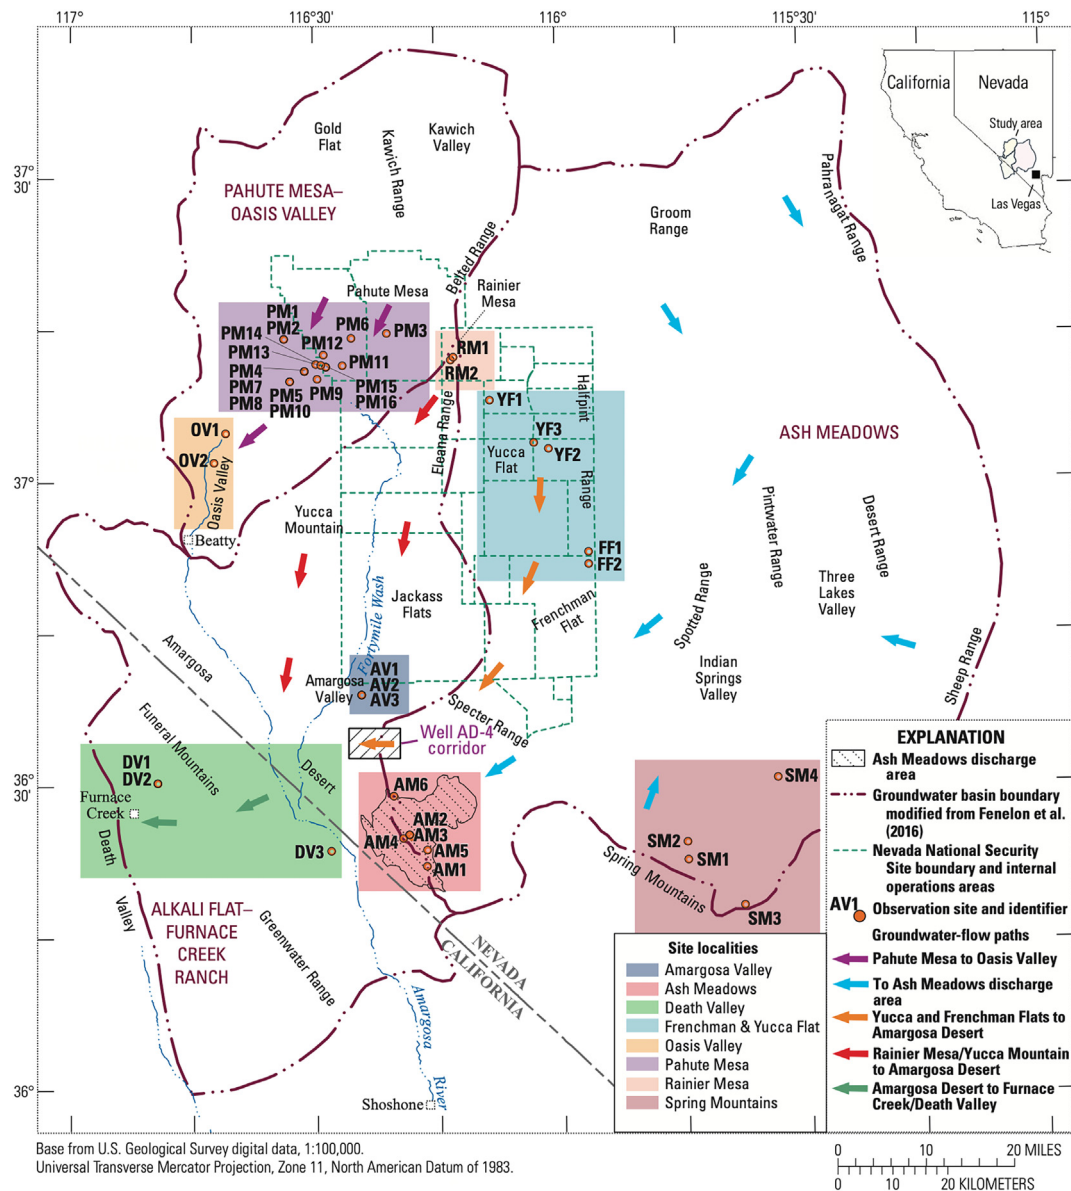 117°
116°30'
116°
115°30'
115°
37°
30'
37°
36°
30'
36°
California
Nevada
Study area
Las Vegas
Gold
Flat
Kawich Range
Kawich
Valley
PAHUTE MESA–
OASIS VALLEY
Groom
Range
Pahranagat Range
Belted Range
Pahute Mesa
Rainier
Mesa
PM1
PM2
PM6
PM3
PM14
PM12
PM13
PM11
PM4
PM7
PM8
PM5
PM10
PM9
PM15
PM16
RM1
RM2
Halfpint
Range
YF1
YF3
YF2
Yucca
Flat
Eleana Range
ASH MEADOWS
OV1
OV2
Oasis Valley
Beatty
Yucca
Mountain
Pintwater Range
Desert Range
FF1
FF2
Three
Lakes
Valley
Jackass
Flats
Fortymile Wash
Frenchman
Flat
Spotted Range
Indian
Springs
Valley
Sheep Range
Amargosa
Desert
Amargosa
Valley
AV1
AV2
AV3
Specter Range
Well AD-4
corridor
Funeral Mountains
DV1
DV2
Furnace
Creek
Death
Valley
DV3
AM6
AM2
AM3
AM4
AM5
AM1
SM4
SM2
SM1
SM3
Spring Mountains
ALKALI FLAT–
FURNACE
CREEK
RANCH
Greenwater Range
NEVADA
CALIFORNIA
Amargosa
River
Shoshone
Site localities
Amargosa Valley
Ash Meadows
Death Valley
Frenchman & Yucca Flat
Oasis Valley
Pahute Mesa
Rainier Mesa
Spring Mountains
EXPLANATION
Ash Meadows discharge
area
Groundwater basin boundary
modified from Fenelon et al.
(2016)
Nevada National Security
Site boundary and internal
operations areas
AV1
Observation site and identifier
Groundwater-flow paths
Pahute Mesa to Oasis Valley
To Ash Meadows discharge
area
Yucca and Frenchman Flats to
Amargosa Desert
Rainier Mesa/Yucca Mountain
to Amargosa Desert
Amargosa Desert to Furnace
Creek/Death Valley
Base from U.S. Geological Survey digital data, 1:100,000.
Universal Transverse Mercator Projection, Zone 11, North American Datum of 1983.
0 10 20 MILES
0 10 20 KILOMETERS